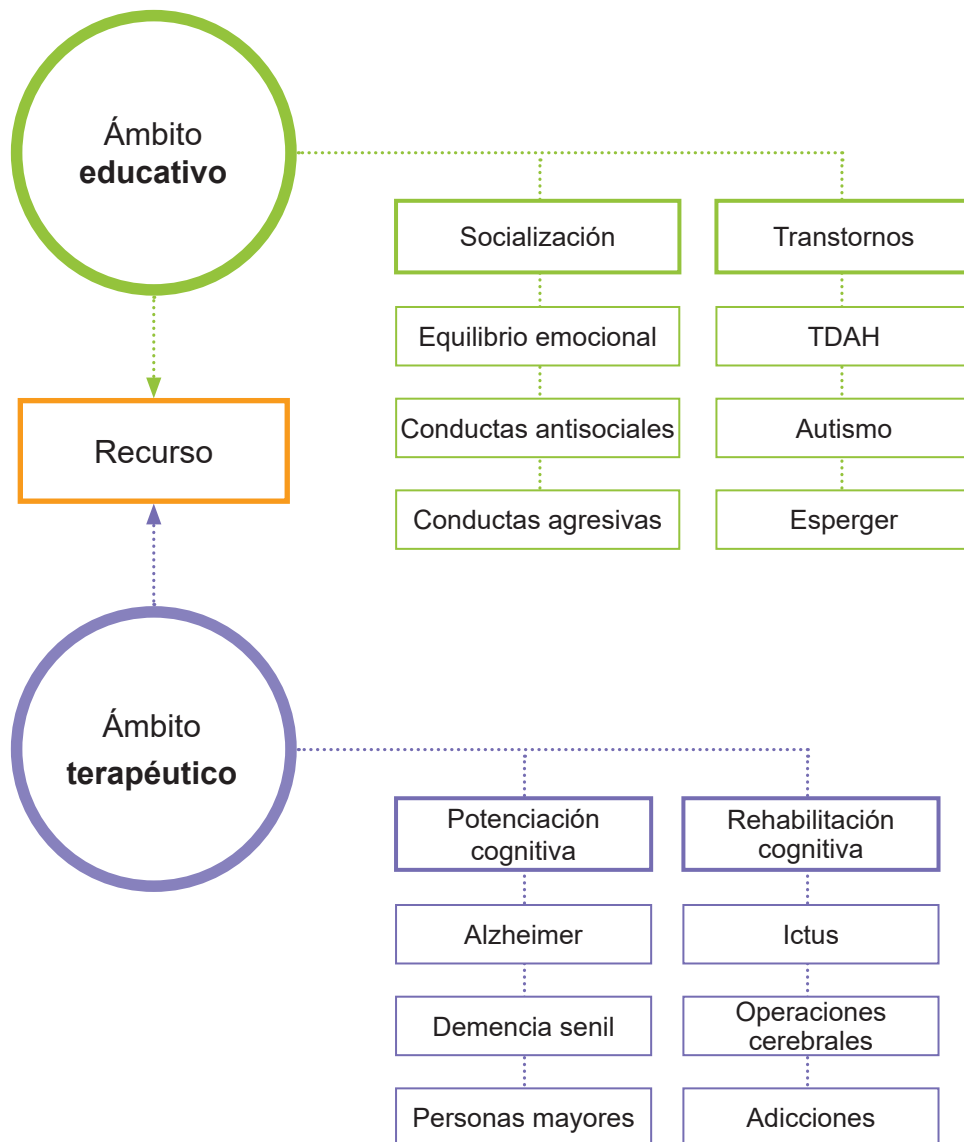 Ámbito
educativo
Socialización
Transtornos
Equilibrio emocional
TDAH
Conductas antisociales
Autismo
Recurso
Conductas agresivas
Esperger
Ámbito
terapéutico
Potenciación
cognitiva
Rehabilitación
cognitiva
Alzheimer
Ictus
Demencia senil
Operaciones
cerebrales
Personas mayores
Adicciones